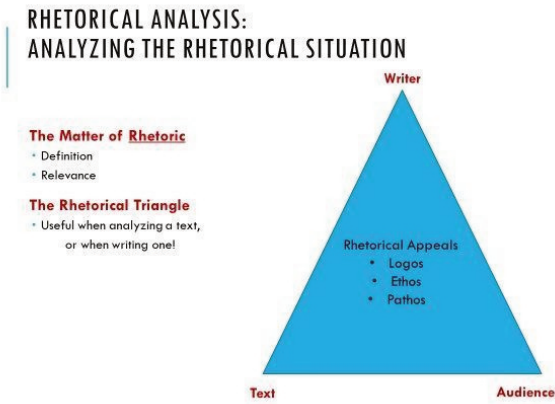 RHETORICAL ANALYSIS:
ANALYZING THE RHETORICAL SITUATION
The Matter of Rhetoric
• Definition
• Relevance
The Rhetorical Triangle
• Useful when analyzing a text,
or when writing one!
Writer
Rhetorical Appeals
• Logos
• Ethos
• Pathos
Text
Audience